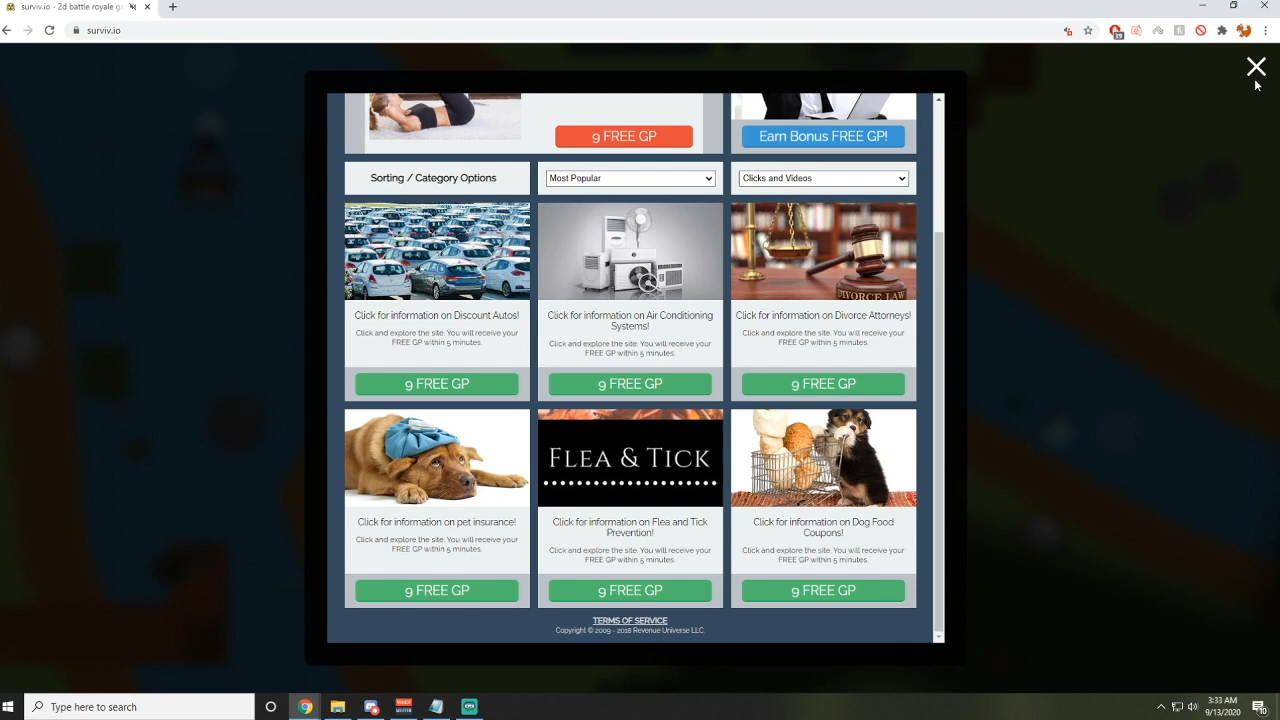 surviv.io - 2d battle royale g
surviv.io
39
9 FREE GP
Earn Bonus FREE GP!
Sorting / Category Options
Most Popular
Clicks and Videos
DIVORCE LAW
Click for information on Discount Autos!
Click and explore the site. You will receive your
FREE GP within 5 minutes.
9 FREE GP
Click for information on Air Conditioning
Systems!
Click and explore the site. You will receive your
FREE GP within 5 minutes.
9 FREE GP
Click for information on Divorce Attorneys!
Click and explore the site. You will receive your
FREE GP within 5 minutes.
9 FREE GP
Click for information on pet insurance!
Click and explore the site. You will receive your
FREE GP within 5 minutes.
9 FREE GP
FLEA & TICK
Click for information on Flea and Tick
Prevention!
Click and explore the site. You will receive your
FREE GP within 5 minutes.
9 FREE GP
Click for information on Dog Food
Coupons!
Click and explore the site. You will receive your
FREE GP within 5 minutes.
9 FREE GP
TERMS OF SERVICE
Copyright © 2009 - 2018 Revenue Universe LLC.
Type here to search
3:33 AM
9/13/2020